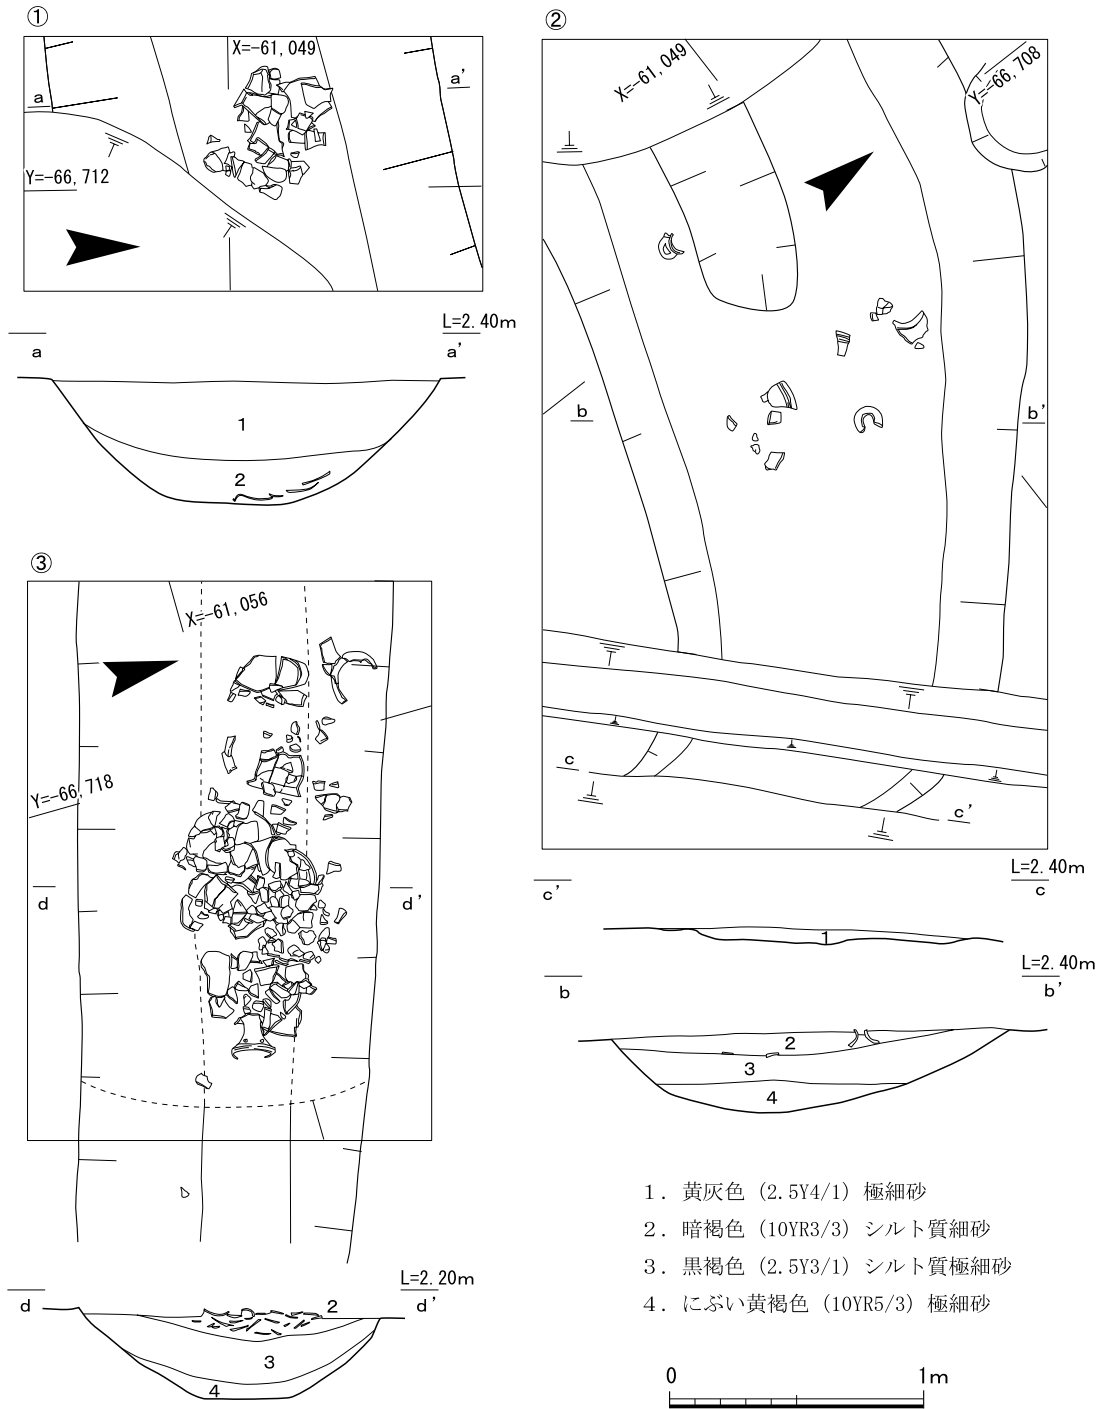 ①
X=-61,049
a
a'
Y=-66,712
L=2.40m
a
a'
1
2
②
X=-61,049
Y=-66,708
b
b'
c
c'
L=2.40m
c'
c
1
L=2.40m
b
b'
2
3
4
③
X=-61,056
Y=-66,718
d
d'
L=2.20m
d
d'
2
3
4
1．黄灰色（2.5Y4/1）極細砂
2．暗褐色（10YR3/3）シルト質細砂
3．黒褐色（2.5Y3/1）シルト質極細砂
4．にぶい黄褐色（10YR5/3）極細砂
0 1m